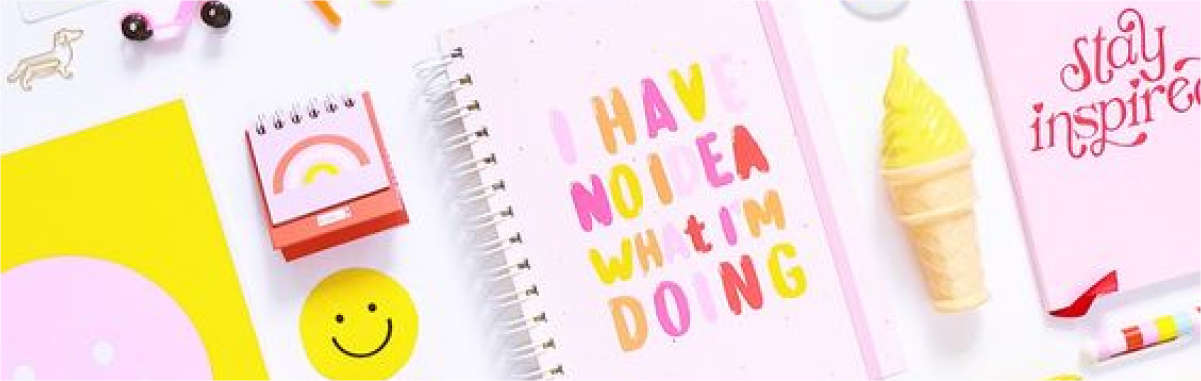 I HAVE
NO IDEA
WHAt I'M
DOING
stay
inspired